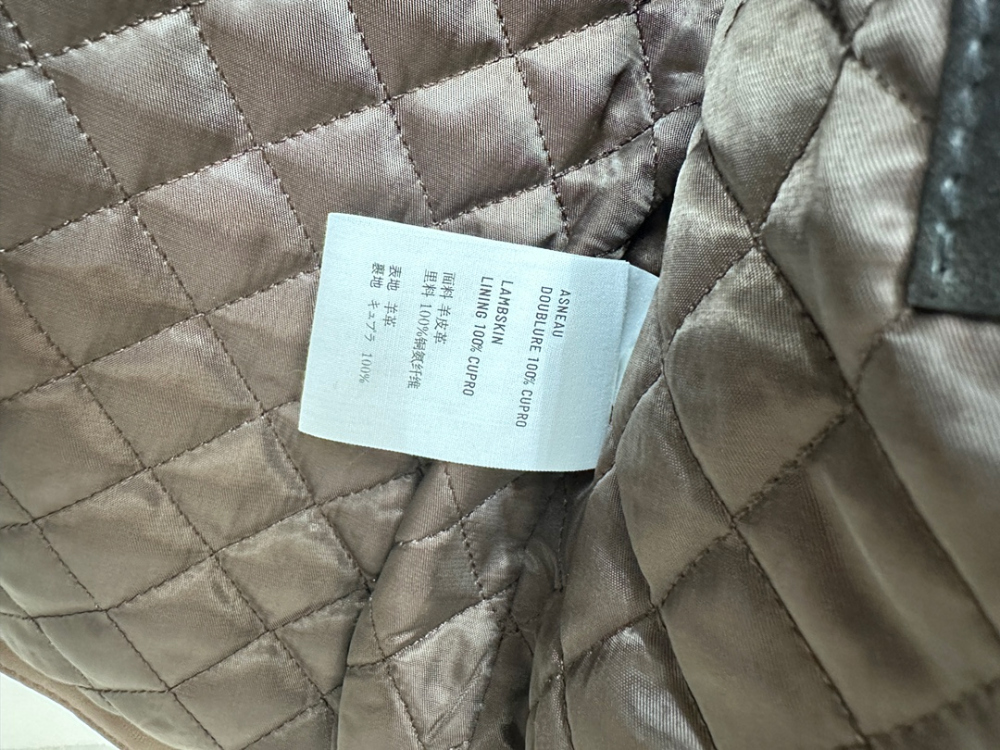 ASNEAU
DOUBLURE 100% CUPRO
LAMBSKIN
LINING 100% CUPRO
面料 羊皮革
里料 100%铜氨纤维
表地 羊革
裏地 キュプラ 100%